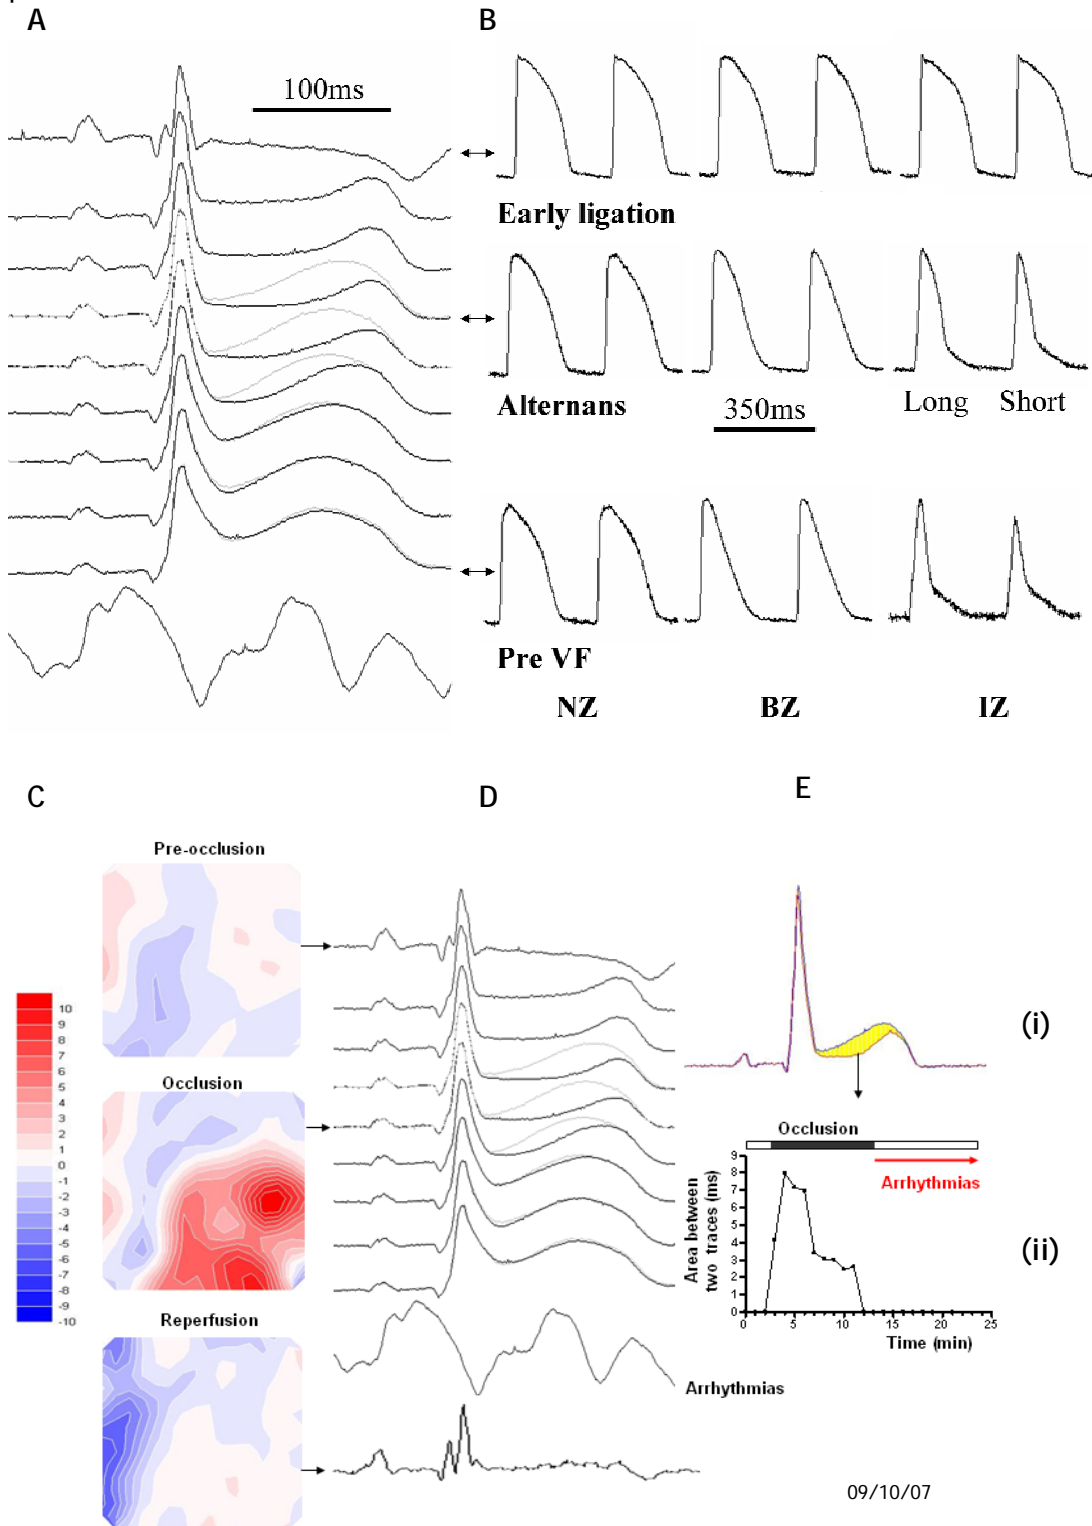 A
B
100ms
Early ligation
Alternans
Long
Short
350ms
Pre VF
NZ
BZ
IZ
C
D
E
Pre-occlusion
Occlusion
Reperfusion
10
9
8
7
6
5
4
3
2
1
0
-1
-2
-3
-4
-5
-6
-7
-8
-9
-10
Arrhythmias
(i)
Occlusion
Arrhythmias
Area between
two traces (ms)
9
8
7
6
5
4
3
2
1
0
0 5 10 15 20 25
Time (min)
(ii)
09/10/07